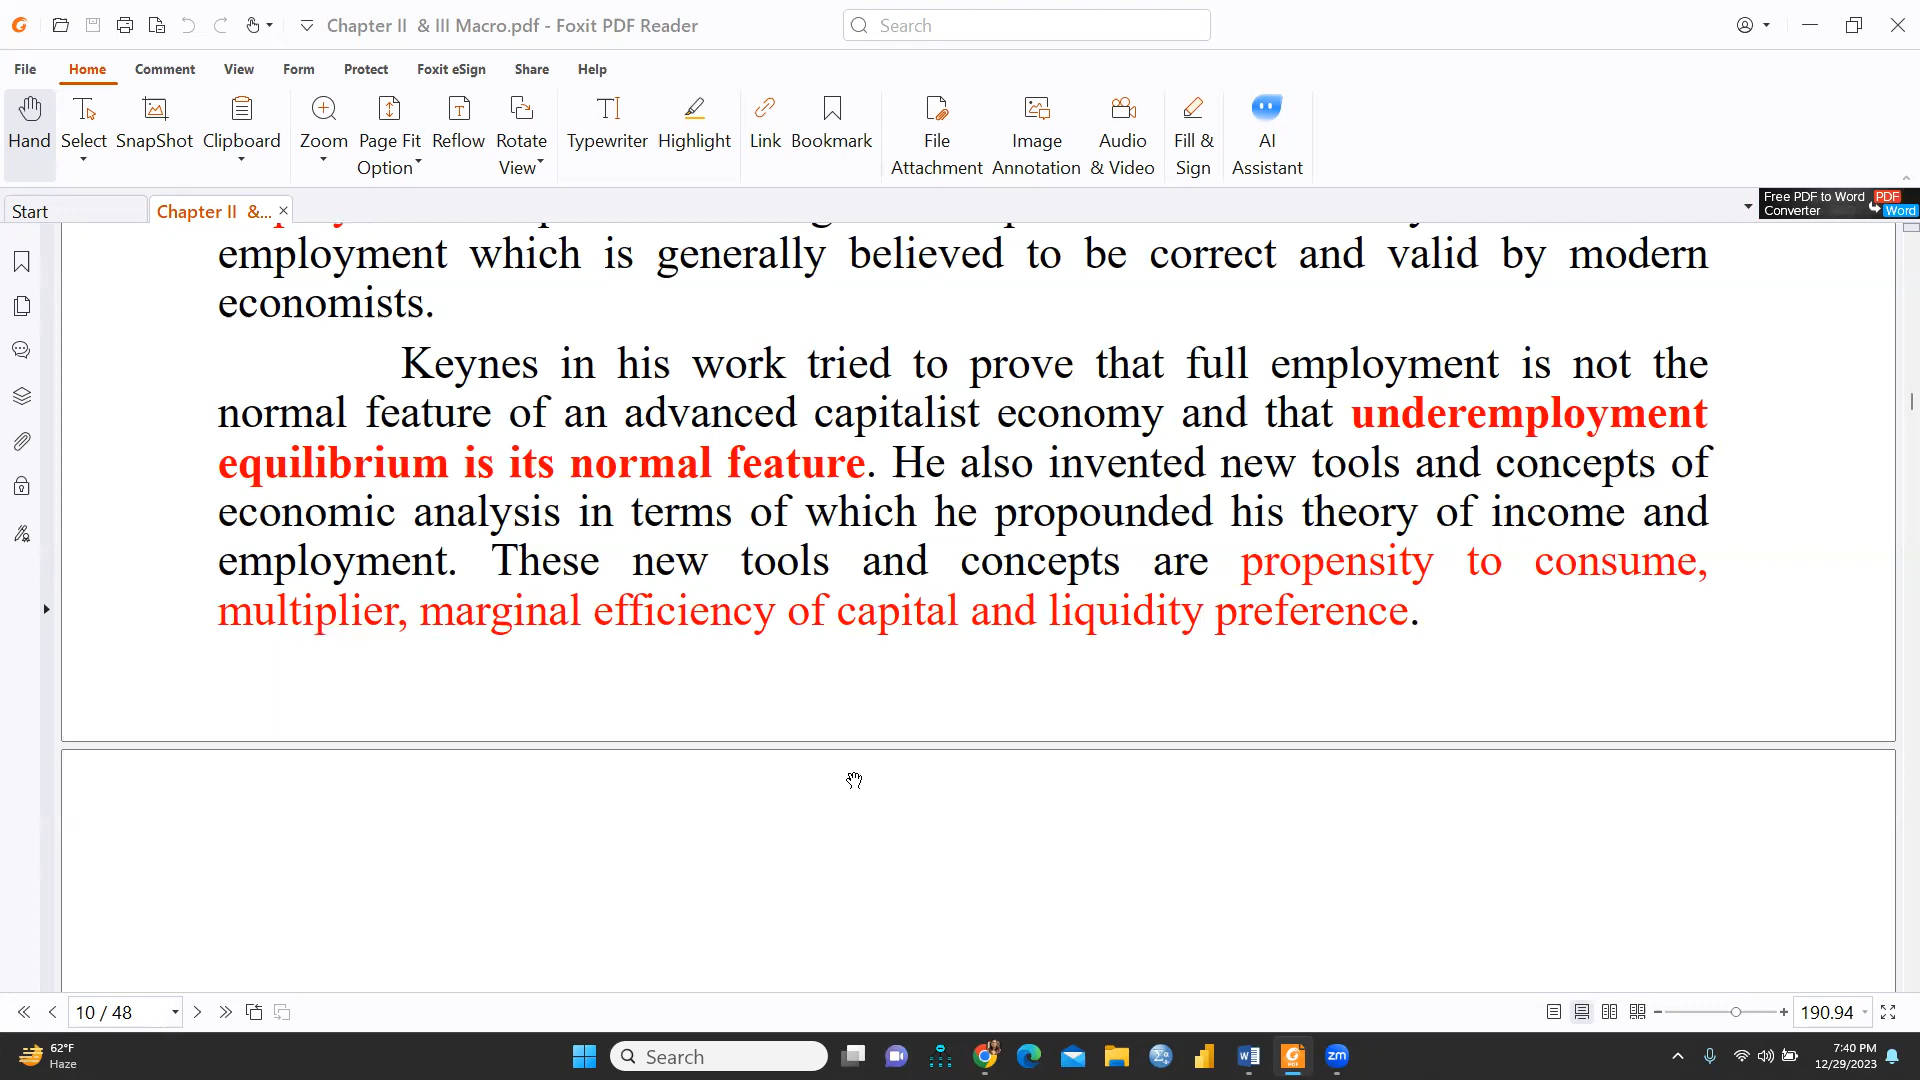 Chapter II & III Macro.pdf - Foxit PDF Reader
Search
File Home Comment View Form Protect Foxit eSign Share Help
Hand Select SnapShot Clipboard Zoom Page Fit Option Reflow Rotate View Typewriter Highlight Link Bookmark File Attachment Image Annotation Audio & Video Fill & Sign AI Assistant
Start Chapter II &...
Free PDF to Word Converter PDF Word
employment which is generally believed to be correct and valid by modern
economists.
Keynes in his work tried to prove that full employment is not the
normal feature of an advanced capitalist economy and that underemployment
equilibrium is its normal feature. He also invented new tools and concepts of
economic analysis in terms of which he propounded his theory of income and
employment. These new tools and concepts are propensity to consume,
multiplier, marginal efficiency of capital and liquidity preference.
10 / 48
190.94
62°F
Haze
Search
zm
7:40 PM
12/29/2023